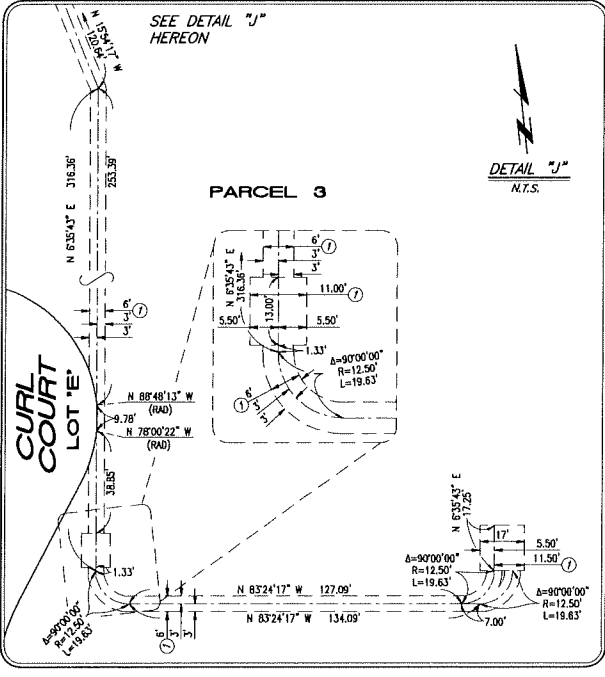 SEE DETAIL "J"
HEREON
N 15°54'17" W
120.64'
N 6°35'43" E 316.36'
253.39'
DETAIL "J"
N.T.S.
PARCEL 3
6' 1
3'
3'
N 6°35'43" E
316.36'
13.00'
11.00' 1
5.50'
5.50'
1.33'
Δ=90°00'00"
R=12.50'
L=19.63'
6'
1
3'
3'
6' 1
3'
3'
CURL
COURT
LOT "E"
N 88°48'13" W
(RAD)
9.78'
N 78°00'22" W
(RAD)
38.85'
1.33'
Δ=90°00'00"
R=12.50'
L=19.63'
N 83°24'17" W 127.09'
N 83°24'17" W 134.09'
6'
1
3'
3'
N 6°35'43" E
17.25'
17'
5.50'
11.50' 1
Δ=90°00'00"
R=12.50'
L=19.63'
Δ=90°00'00"
R=12.50'
L=19.63'
7.00'